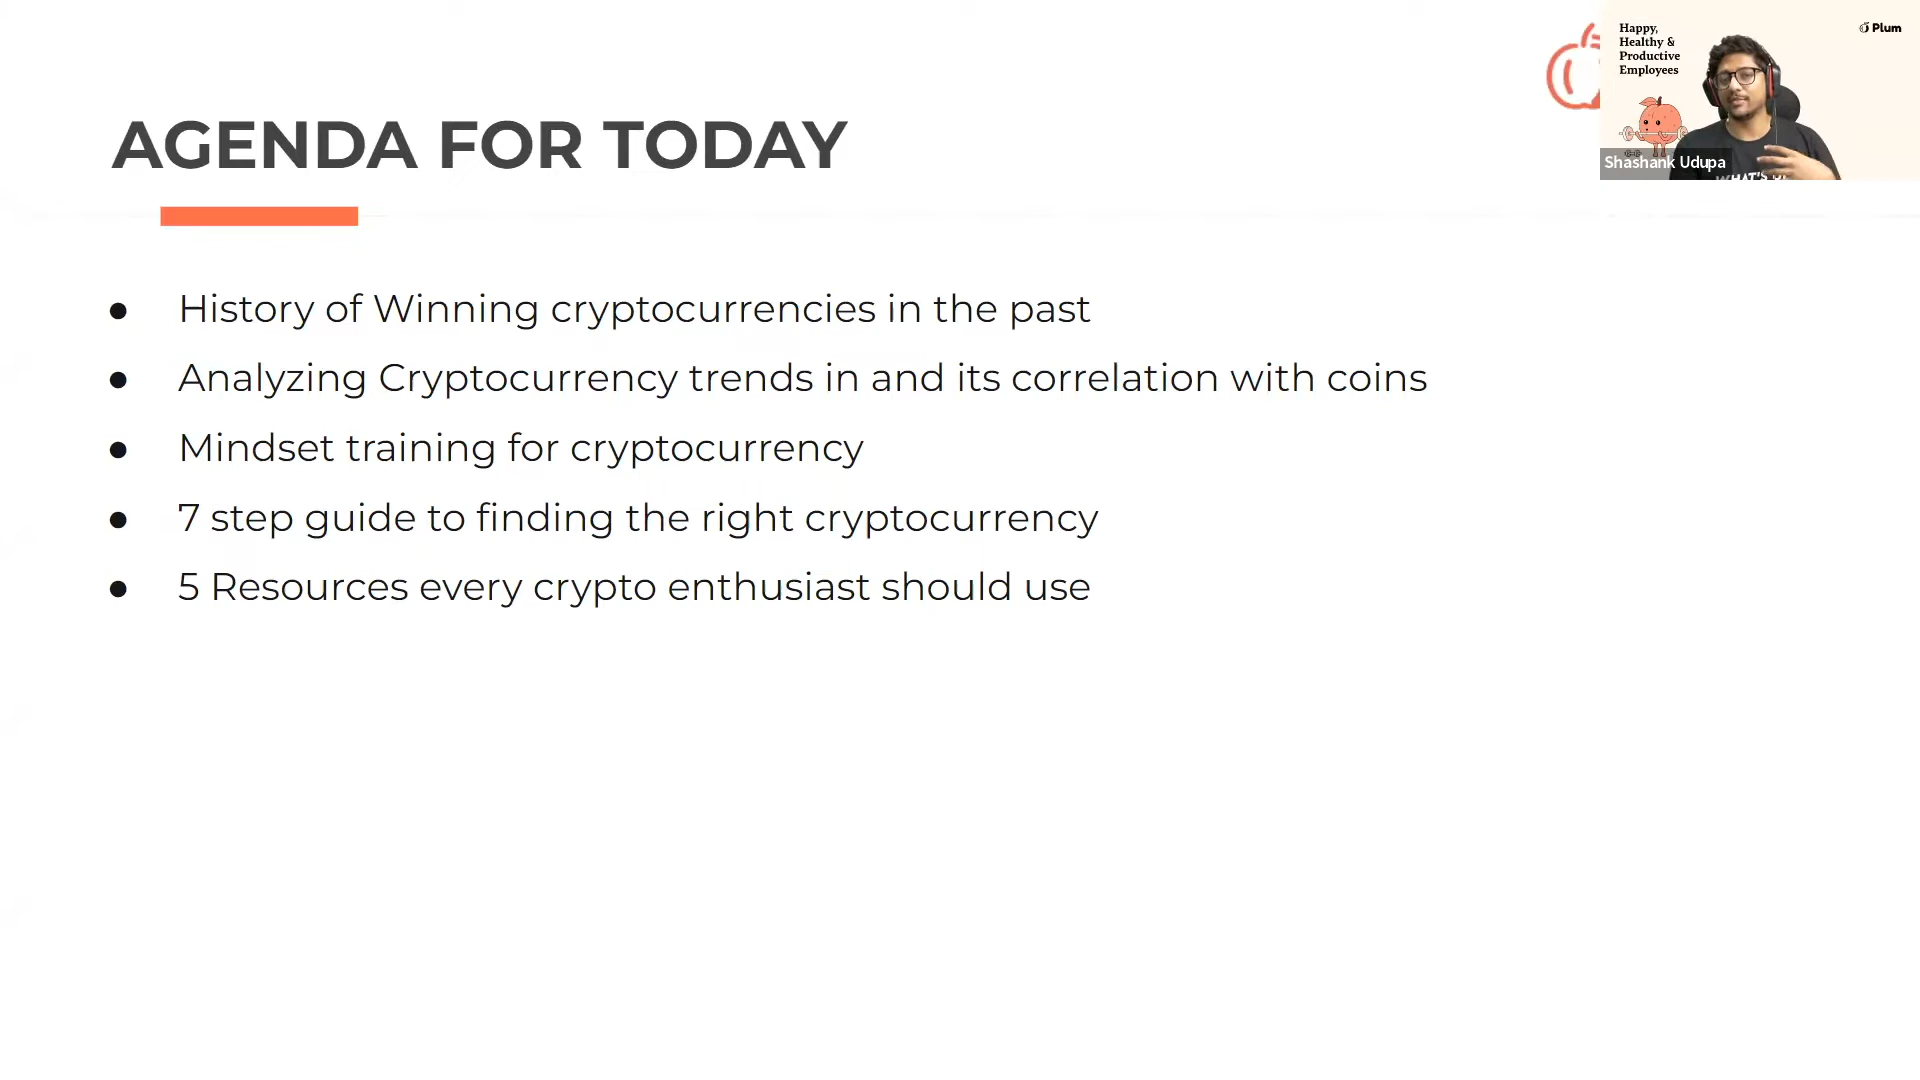 AGENDA FOR TODAY
History of Winning cryptocurrencies in the past
Analyzing Cryptocurrency trends in and its correlation with coins
Mindset training for cryptocurrency
7 step guide to finding the right cryptocurrency
5 Resources every crypto enthusiast should use
Happy,
Healthy &
Productive
Employees
Plum
Shashank Udupa